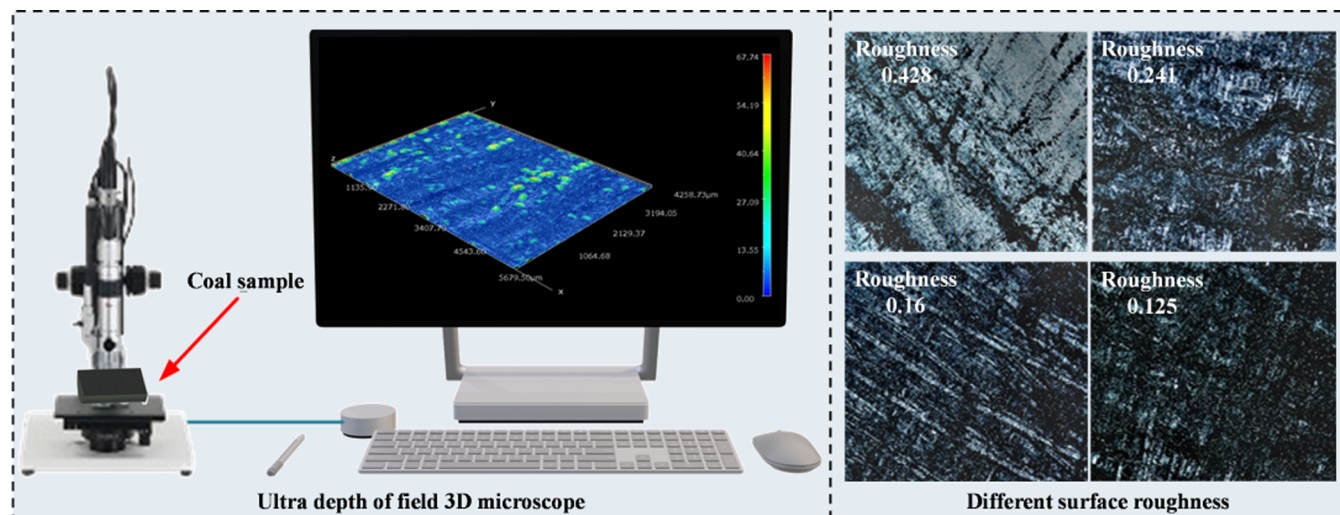 67.74
54.19
40.64
27.09
13.55
0.00
y
z
1135.90
2271.80
3407.70
4543.60
5679.50μm
x
4258.73μm
3194.05
2129.37
1064.68
Coal sample
Ultra depth of field 3D microscope
Roughness
0.428
Roughness
0.241
Roughness
0.16
Roughness
0.125
Different surface roughness